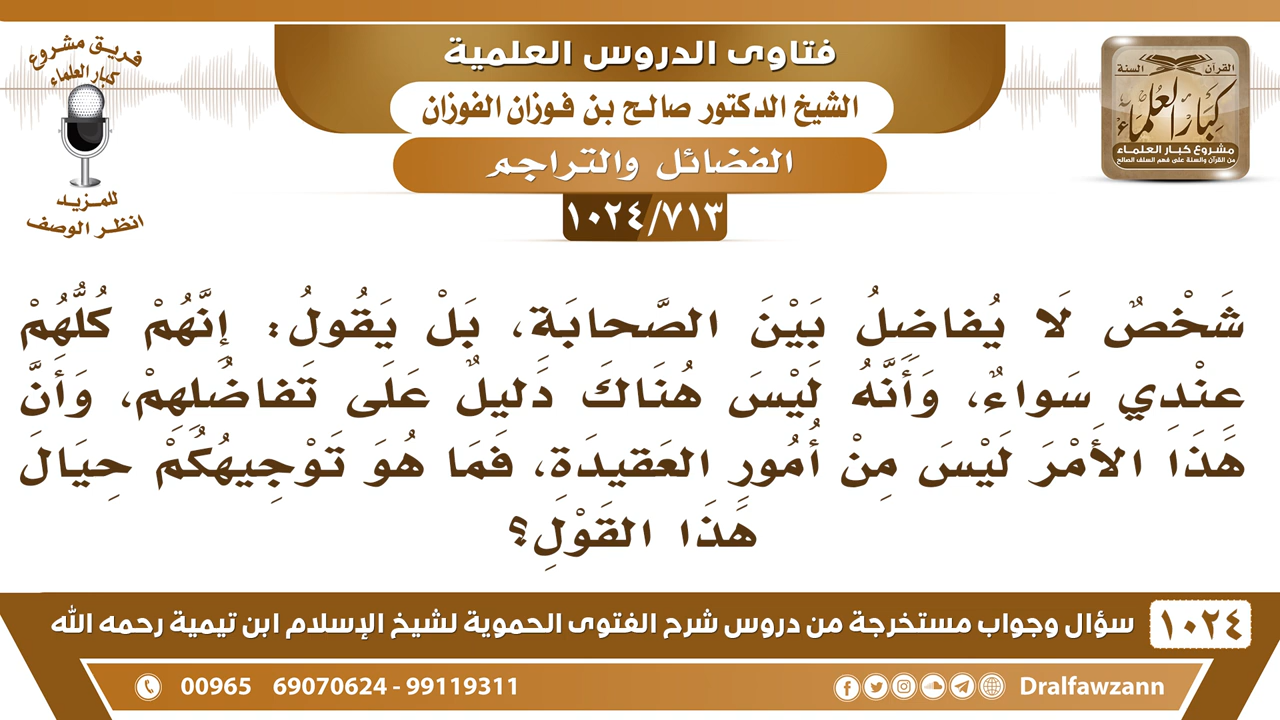 فتاوى الدروس العلمية
الشيخ الدكتور صالح بن فوزان الفوزان
الفضائل والتراجم
١٠٢٤/٧١٣
فريق مشروع
كبار العلماء
للمزيد
انظر الوصف
القرآن السنة
كبار العلماء
مشروع كبار العلماء
من القرآن والسنة على فهم السلف الصالح
شَخْصٌ لَا يُفاضلُ بَيْنَ الصَّحابَة، بَلْ يَقُولُ: إنَّهُمْ كُلُّهُمْ
عِنْدِي سَواءٌ، وَأَنَّهُ لَيْسَ هُنَاكَ دَليلٌ عَلَى تَفاضُلِهِمْ، وَأنَّ
هَذَا الأَمْرَ لَيْسَ مِنْ أُمُورِ العَقيدَةِ، فَمَا هُوَ تَوْجِيهُكُمْ حِيَالَ
هَذَا القَوْلِ؟
١٠٢٤ سؤال وجواب مستخرجة من دروس شرح الفتوى الحموية لشيخ الإسلام ابن تيمية رحمه الله
00965 69070624 - 99119311
Dralfawzann